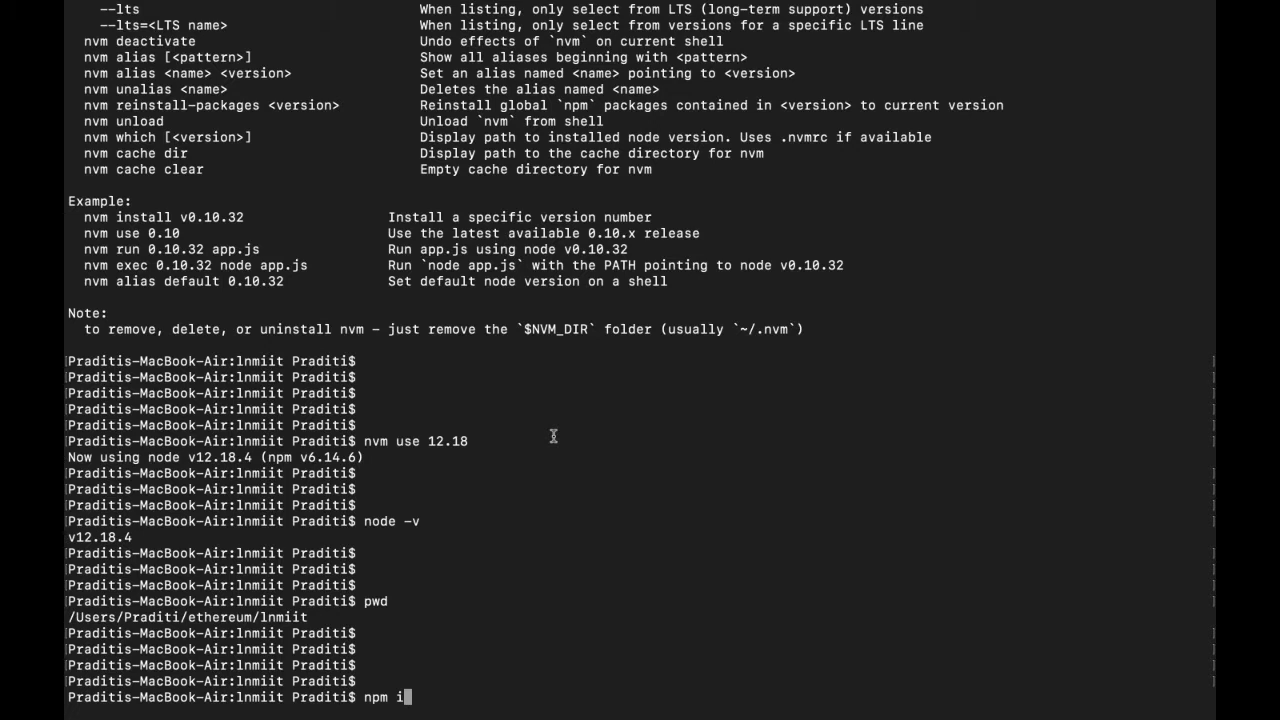 --lts When listing, only select from LTS (long-term support) versions
--lts=<LTS name> When listing, only select from versions for a specific LTS line
nvm deactivate Undo effects of `nvm` on current shell
nvm alias [<pattern>] Show all aliases beginning with <pattern>
nvm alias <name> <version> Set an alias named <name> pointing to <version>
nvm unalias <name> Deletes the alias named <name>
nvm reinstall-packages <version> Reinstall global `npm` packages contained in <version> to current version
nvm unload Unload `nvm` from shell
nvm which [<version>] Display path to installed node version. Uses .nvmrc if available
nvm cache dir Display path to the cache directory for nvm
nvm cache clear Empty cache directory for nvm
Example:
nvm install v0.10.32 Install a specific version number
nvm use 0.10 Use the latest available 0.10.x release
nvm run 0.10.32 app.js Run app.js using node v0.10.32
nvm exec 0.10.32 node app.js Run `node app.js` with the PATH pointing to node v0.10.32
nvm alias default 0.10.32 Set default node version on a shell
Note:
to remove, delete, or uninstall nvm - just remove the `$NVM_DIR` folder (usually `~/.nvm`)
[Praditis-MacBook-Air:lnmiit Praditi$ ]
[Praditis-MacBook-Air:lnmiit Praditi$ ]
[Praditis-MacBook-Air:lnmiit Praditi$ ]
[Praditis-MacBook-Air:lnmiit Praditi$ ]
[Praditis-MacBook-Air:lnmiit Praditi$ ]
[Praditis-MacBook-Air:lnmiit Praditi$ nvm use 12.18 ]
Now using node v12.18.4 (npm v6.14.6)
[Praditis-MacBook-Air:lnmiit Praditi$ ]
[Praditis-MacBook-Air:lnmiit Praditi$ ]
[Praditis-MacBook-Air:lnmiit Praditi$ ]
[Praditis-MacBook-Air:lnmiit Praditi$ node -v ]
v12.18.4
[Praditis-MacBook-Air:lnmiit Praditi$ ]
[Praditis-MacBook-Air:lnmiit Praditi$ ]
[Praditis-MacBook-Air:lnmiit Praditi$ ]
[Praditis-MacBook-Air:lnmiit Praditi$ pwd ]
/Users/Praditi/ethereum/lnmiit
[Praditis-MacBook-Air:lnmiit Praditi$ ]
[Praditis-MacBook-Air:lnmiit Praditi$ ]
[Praditis-MacBook-Air:lnmiit Praditi$ ]
[Praditis-MacBook-Air:lnmiit Praditi$ ]
Praditis-MacBook-Air:lnmiit Praditi$ npm i